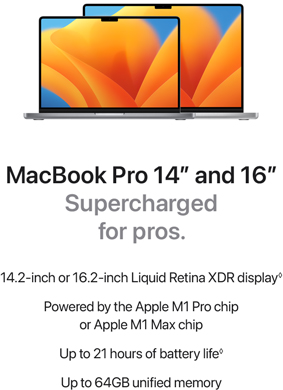 MacBook Pro 14” and 16”
Supercharged
for pros.
14.2-inch or 16.2-inch Liquid Retina XDR display◊
Powered by the Apple M1 Pro chip
or Apple M1 Max chip
Up to 21 hours of battery life◊
Up to 64GB unified memory